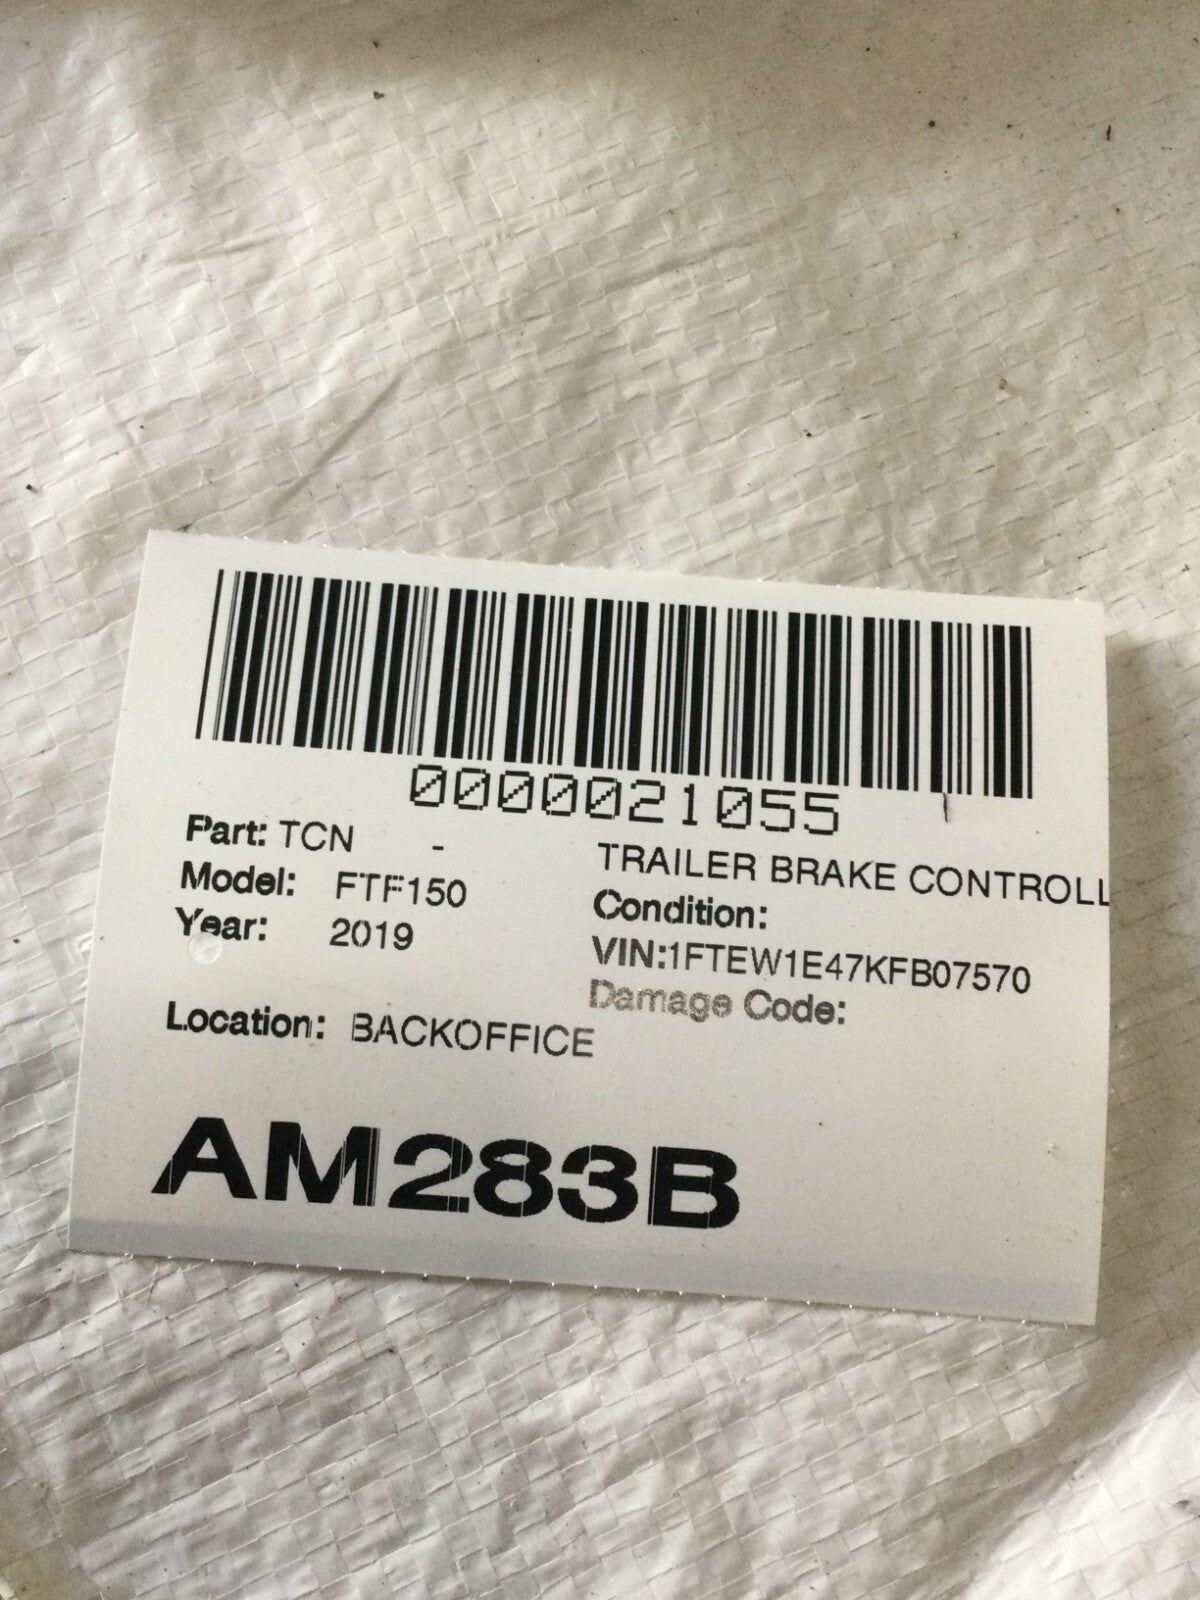 0000021055
Part: TCN - TRAILER BRAKE CONTROLL
Model: FTF150 Condition:
Year: 2019 VIN:1FTEW1E47KFB07570
Damage Code:
Location: BACKOFFICE
AM283B